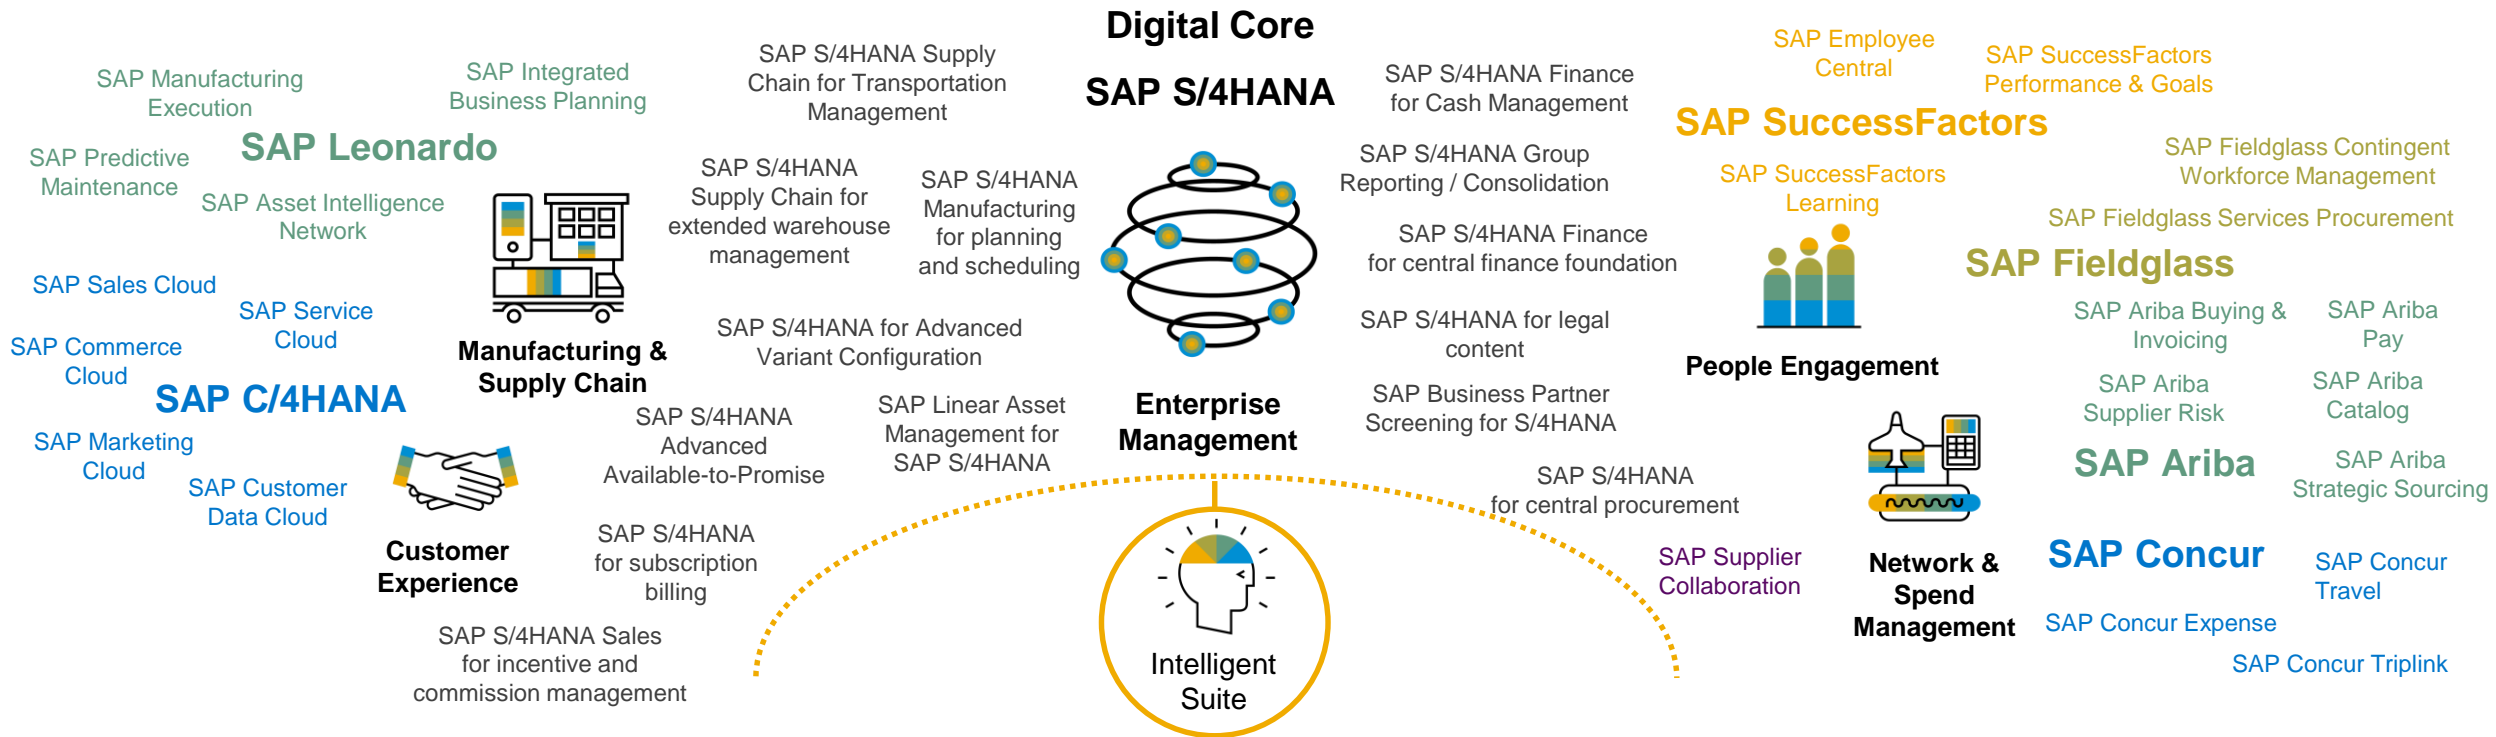 Digital Core
SAP S/4HANA
SAP Manufacturing
Execution
SAP Integrated
Business Planning
SAP Leonardo
SAP Predictive
Maintenance
SAP Asset Intelligence
Network
SAP Sales Cloud
SAP Service
Cloud
SAP Commerce
Cloud
SAP C/4HANA
SAP Marketing
Cloud
SAP Customer
Data Cloud
Manufacturing &
Supply Chain
Customer
Experience
SAP S/4HANA Supply
Chain for Transportation
Management
SAP S/4HANA
Supply Chain for
extended warehouse
management
SAP S/4HANA
Manufacturing
for planning
and scheduling
SAP S/4HANA for Advanced
Variant Configuration
SAP S/4HANA
Advanced
Available-to-Promise
SAP Linear Asset
Management for
SAP S/4HANA
SAP S/4HANA
for subscription
billing
SAP S/4HANA Sales
for incentive and
commission management
Enterprise
Management
Intelligent
Suite
SAP S/4HANA Finance
for Cash Management
SAP S/4HANA Group
Reporting / Consolidation
SAP S/4HANA Finance
for central finance foundation
SAP S/4HANA for legal
content
SAP Business Partner
Screening for S/4HANA
SAP S/4HANA
for central procurement
SAP Supplier
Collaboration
SAP Employee
Central
SAP SuccessFactors
Performance & Goals
SAP SuccessFactors
SAP SuccessFactors
Learning
SAP Fieldglass Contingent
Workforce Management
SAP Fieldglass Services Procurement
SAP Fieldglass
People Engagement
SAP Ariba Buying &
Invoicing
SAP Ariba
Pay
SAP Ariba
Supplier Risk
SAP Ariba
Catalog
SAP Ariba
SAP Ariba
Strategic Sourcing
Network &
Spend
Management
SAP Concur
SAP Concur
Travel
SAP Concur Expense
SAP Concur Triplink